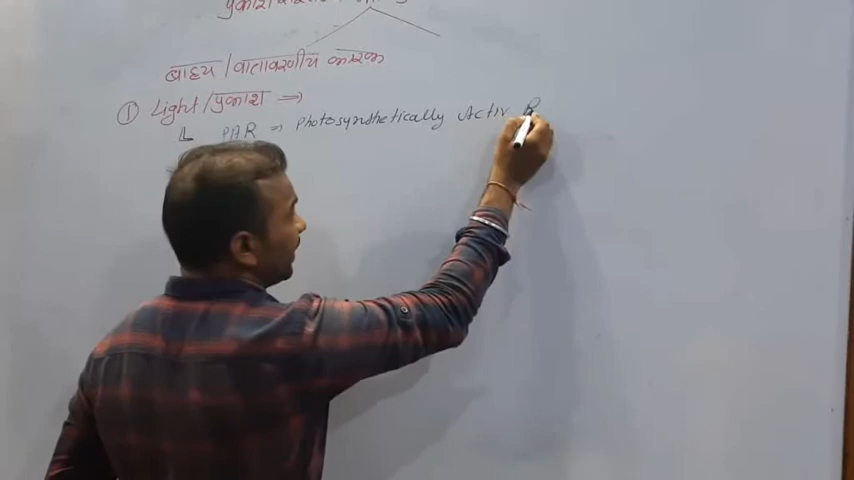 बाह्य / वातावरणीय कारक
① Light / प्रकाश ⇒
PAR ⇒ Photosynthetically Activ R